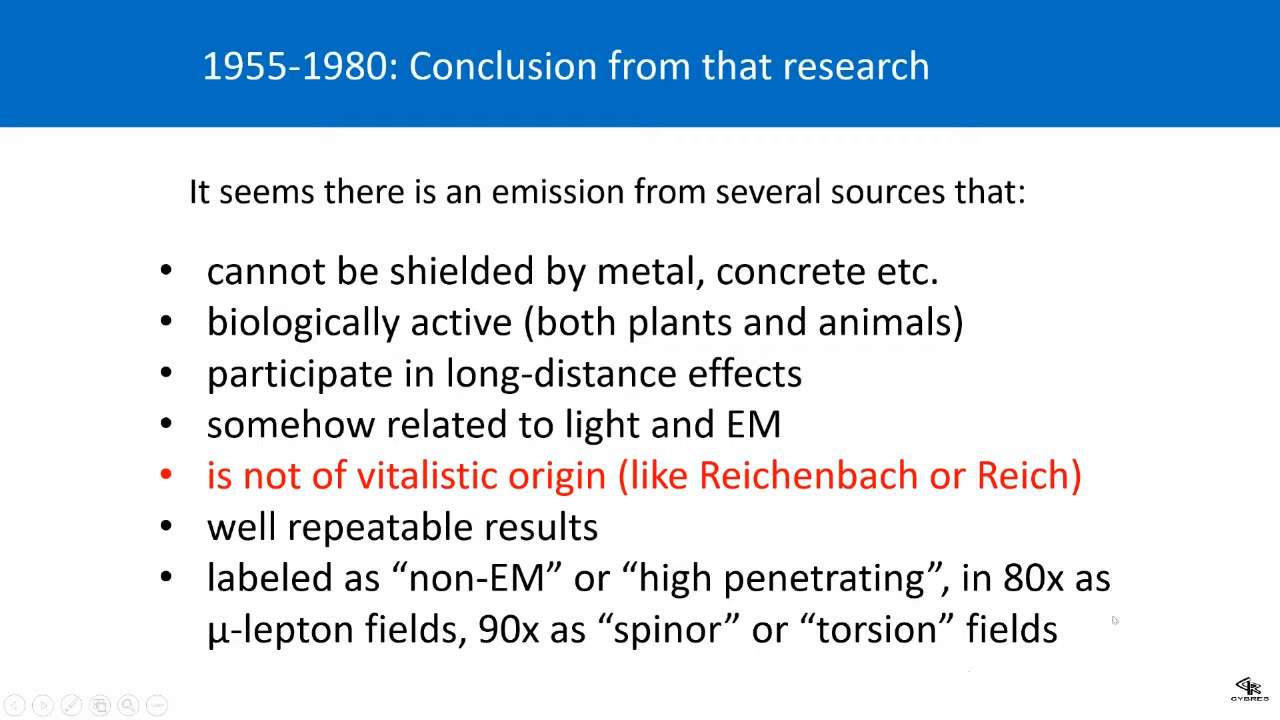 1955-1980: Conclusion from that research
It seems there is an emission from several sources that:
• cannot be shielded by metal, concrete etc.
• biologically active (both plants and animals)
• participate in long-distance effects
• somehow related to light and EM
• is not of vitalistic origin (like Reichenbach or Reich)
• well repeatable results
• labeled as “non-EM” or “high penetrating”, in 80x as
µ-lepton fields, 90x as “spinor” or “torsion” fields
CYBRES